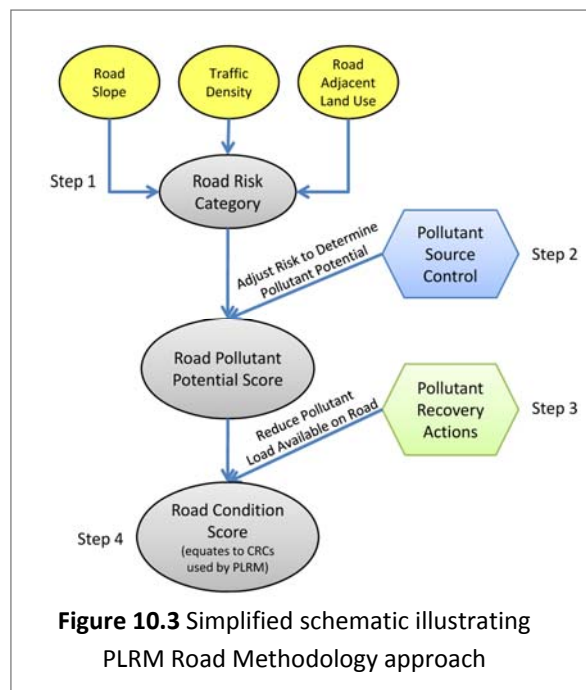 Road
Slope
Traffic
Density
Road
Adjacent
Land Use
Step 1
Road Risk
Category
Adjust Risk to Determine
Pollutant Potential
Pollutant
Source
Control
Step 2
Road Pollutant
Potential Score
Reduce Pollutant
Load Available on Road
Pollutant
Recovery
Actions
Step 3
Step 4
Road Condition
Score
(equates to CRCs
used by PLRM)
Figure 10.3 Simplified schematic illustrating
PLRM Road Methodology approach